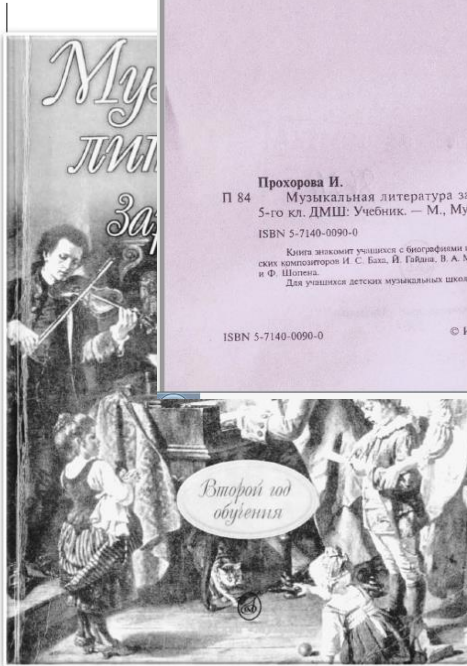 Му
лит
за
Прохорова И.
П 84 Музыкальная литература за
5-го кл. ДМШ: Учебник. — М., Му
ISBN 5-7140-0090-0
Книга знакомит учащихся с биографиями и
ских композиторов И. С. Баха, Й. Гайдна, В. А. М
и Ф. Шопена.
Для учащихся детских музыкальных школ
ISBN 5-7140-0090-0 © И
Второй год
обучения